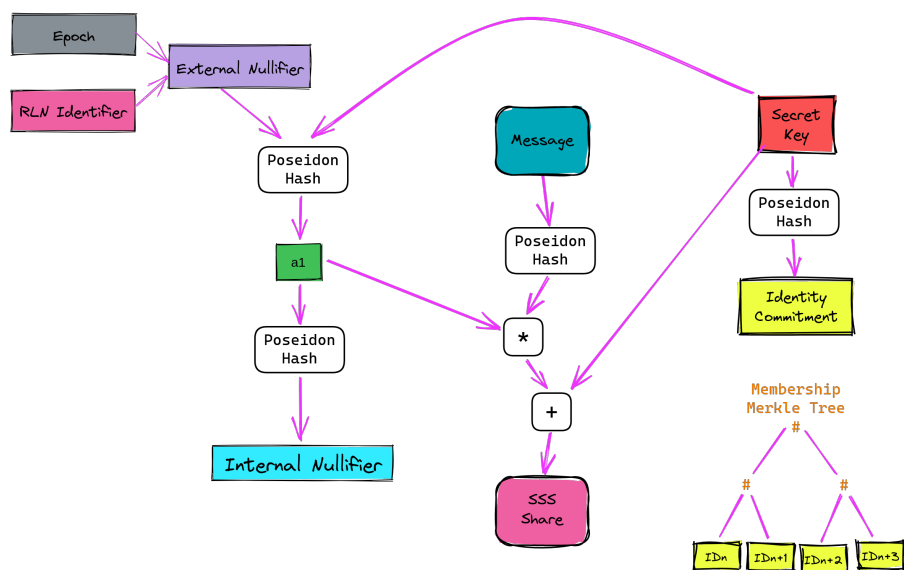 Epoch
External Nullifier
RLN Identifier
Secret
Key
Message
Poseidon
Hash
Poseidon
Hash
Poseidon
Hash
a1
Identity
Commitment
*
Poseidon
Hash
+
Membership
Merkle Tree
#
Internal Nullifier
SSS
Share
#
#
IDn
IDn+1
IDn+2
IDn+3